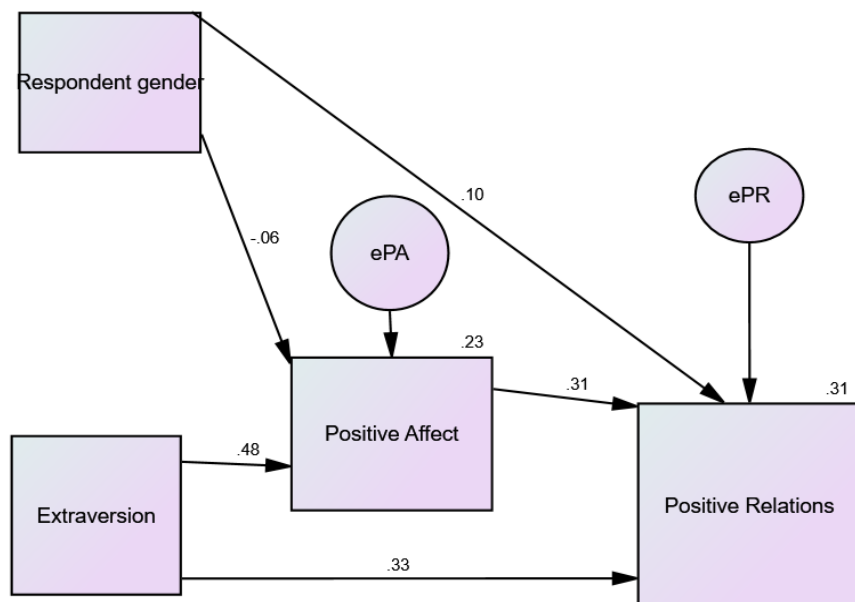 Respondent gender
.10
ePR
-.06
ePA
.23
.31
.31
Positive Affect
.48
Extraversion
Positive Relations
.33